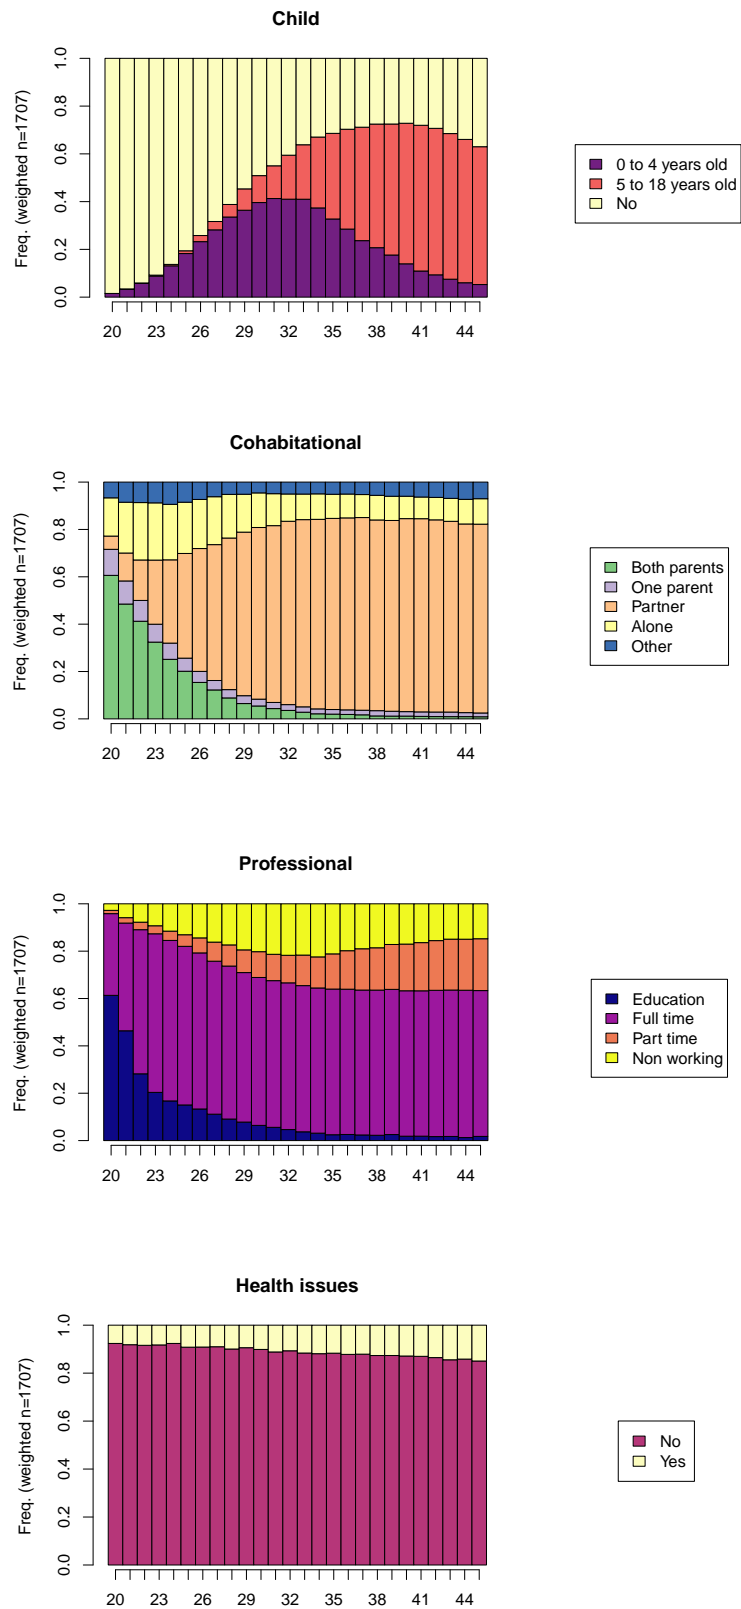 Child
Freq. (weighted n=1707)
0.0 0.2 0.4 0.6 0.8 1.0
20 23 26 29 32 35 38 41 44
0 to 4 years old
5 to 18 years old
No
Cohabitational
Freq. (weighted n=1707)
0.0 0.2 0.4 0.6 0.8 1.0
20 23 26 29 32 35 38 41 44
Both parents
One parent
Partner
Alone
Other
Professional
Freq. (weighted n=1707)
0.0 0.2 0.4 0.6 0.8 1.0
20 23 26 29 32 35 38 41 44
Education
Full time
Part time
Non working
Health issues
Freq. (weighted n=1707)
0.0 0.2 0.4 0.6 0.8 1.0
20 23 26 29 32 35 38 41 44
No
Yes